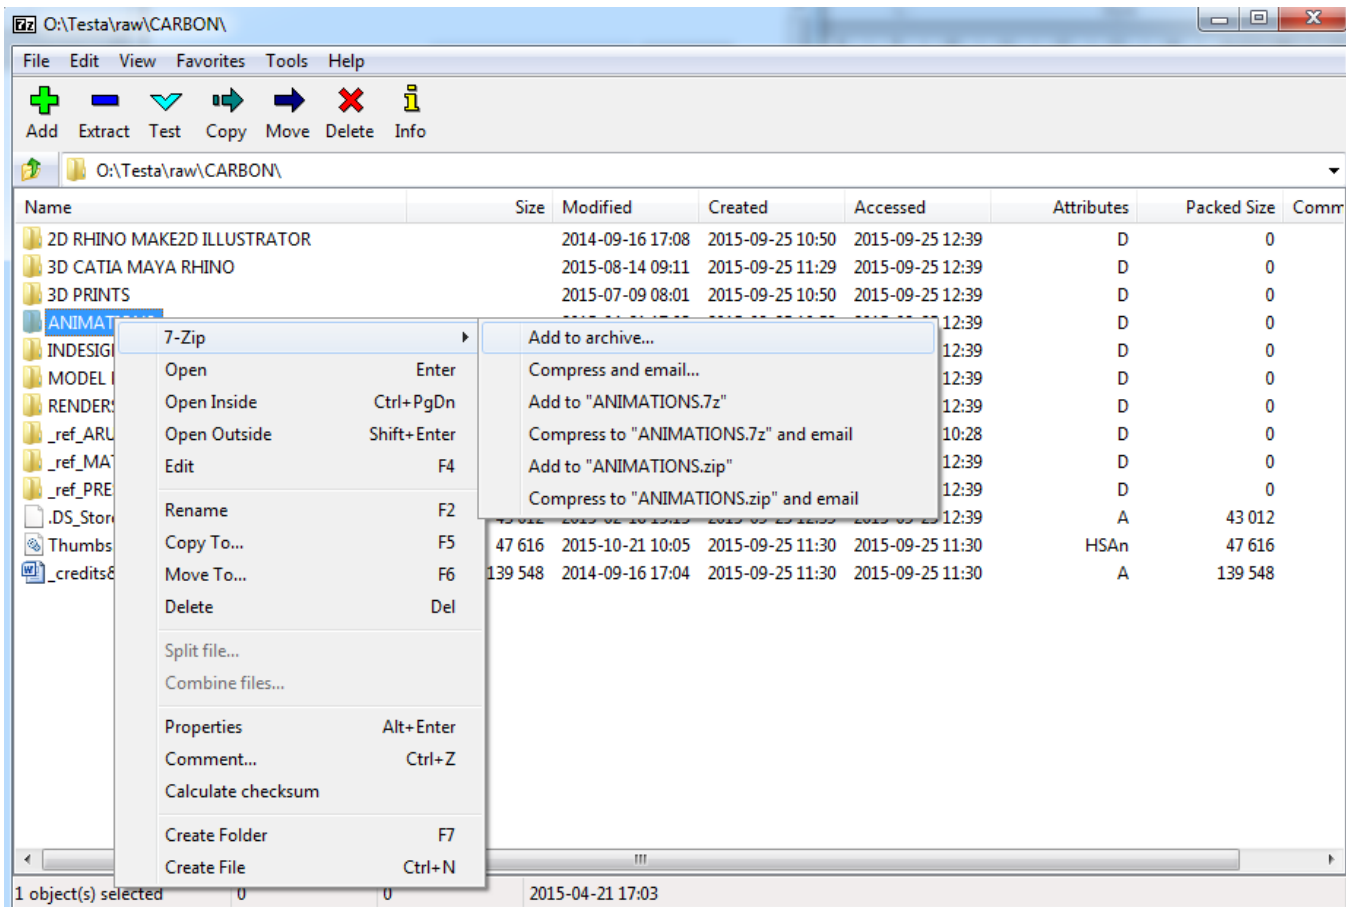 O:\Testa\raw\CARBON\
File Edit View Favorites Tools Help
Add Extract Test Copy Move Delete Info
O:\Testa\raw\CARBON\
Name Size Modified Created Accessed Attributes Packed Size Comm
2D RHINO MAKE2D ILLUSTRATOR 2014-09-16 17:08 2015-09-25 10:50 2015-09-25 12:39 D 0
3D CATIA MAYA RHINO 2015-08-14 09:11 2015-09-25 11:29 2015-09-25 12:39 D 0
3D PRINTS 2015-07-09 08:01 2015-09-25 10:50 2015-09-25 12:39 D 0
ANIMAT 12:39 D 0
INDESIG 12:39 D 0
MODEL 12:39 D 0
RENDERS 12:39 D 0
_ref_ARU 10:28 D 0
_ref_MAT 12:39 D 0
_ref_PRE 12:39 D 0
.DS_Stor 12:39 A 43 012
Thumbs 47 616 2015-10-21 10:05 2015-09-25 11:30 2015-09-25 11:30 HSAn 47 616
_credits& 139 548 2014-09-16 17:04 2015-09-25 11:30 2015-09-25 11:30 A 139 548
7-Zip
Open Enter
Open Inside Ctrl+PgDn
Open Outside Shift+Enter
Edit F4
Rename F2
Copy To... F5
Move To... F6
Delete Del
Split file...
Combine files...
Properties Alt+Enter
Comment... Ctrl+Z
Calculate checksum
Create Folder F7
Create File Ctrl+N
Add to archive...
Compress and email...
Add to "ANIMATIONS.7z"
Compress to "ANIMATIONS.7z" and email
Add to "ANIMATIONS.zip"
Compress to "ANIMATIONS.zip" and email
1 object(s) selected 0 0 2015-04-21 17:03